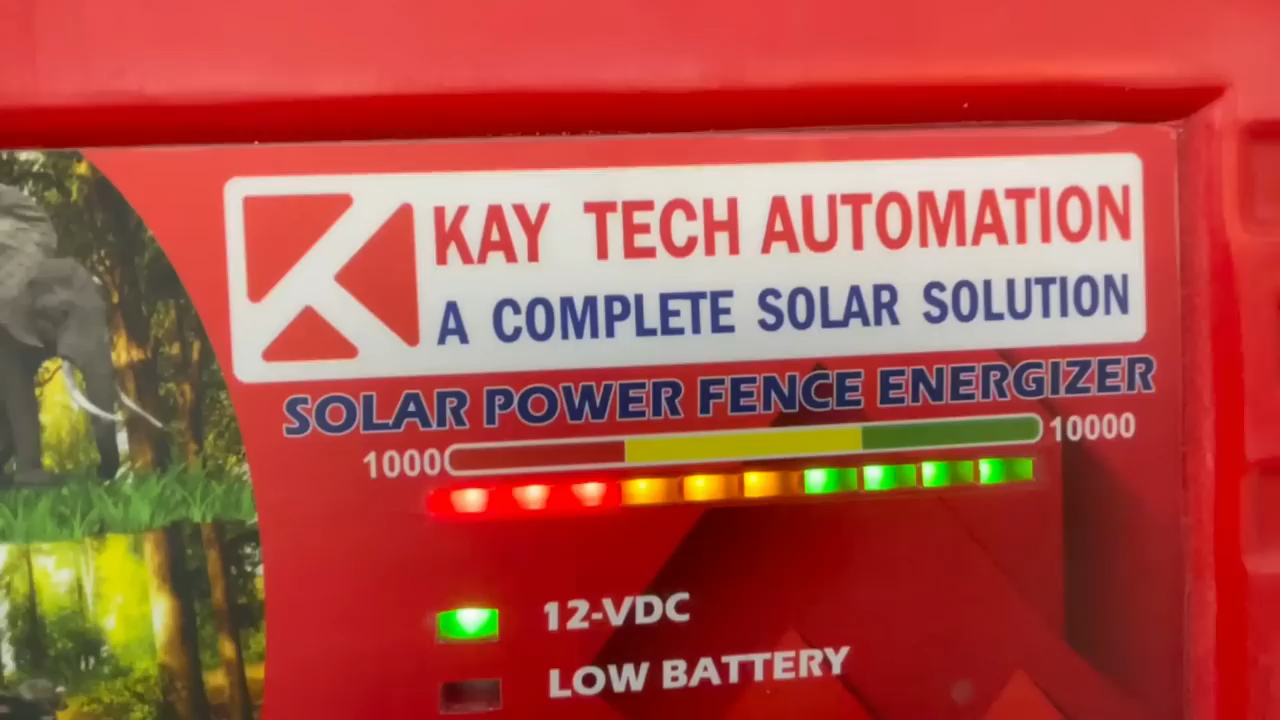 KAY TECH AUTOMATION
A COMPLETE SOLAR SOLUTION
SOLAR POWER FENCE ENERGIZER
1000 10000
12-VDC
LOW BATTERY